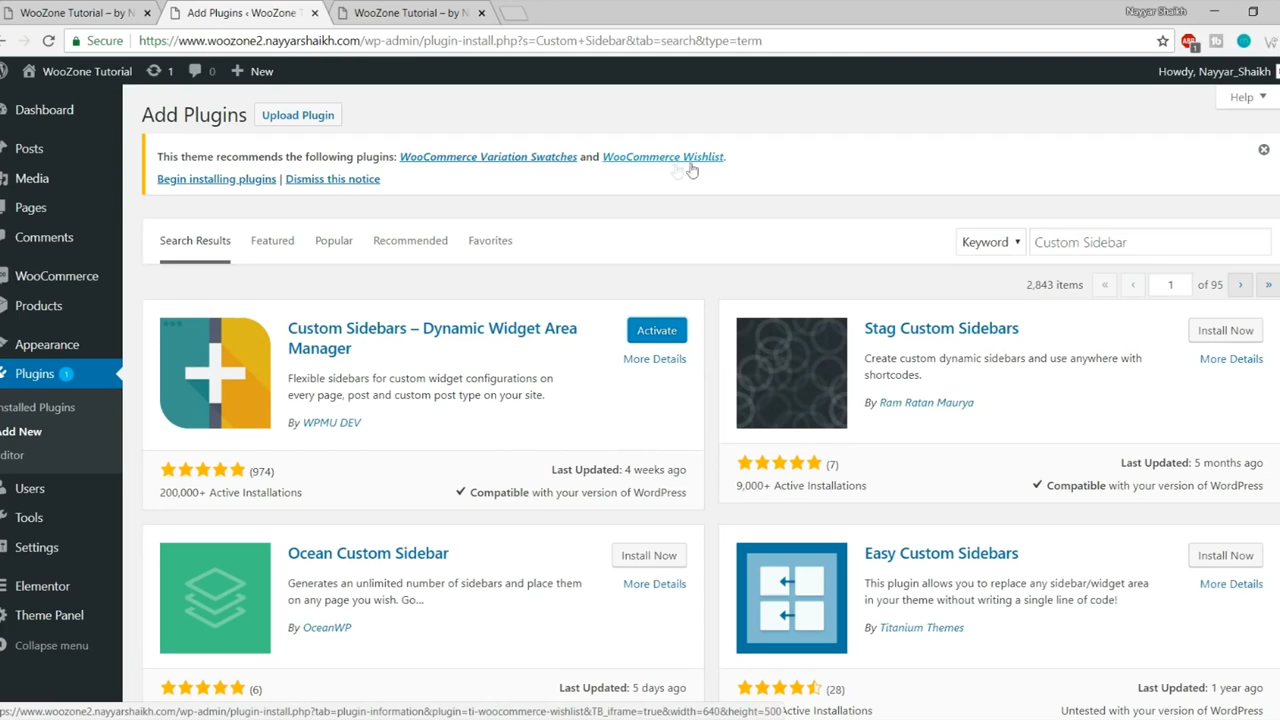 WooZone Tutorial – by N
Add Plugins ‹ WooZone T
WooZone Tutorial – by N
Nayyar Shaikh
Secure
https://www.woozone2.nayyarshaikh.com/wp-admin/plugin-install.php?s=Custom+Sidebar&tab=search&type=term
WooZone Tutorial
1
0
New
Howdy, Nayyar_Shaikh
Dashboard
Posts
Media
Pages
Comments
WooCommerce
Products
Appearance
Plugins 1
nstalled Plugins
Add New
ditor
Users
Tools
Settings
Elementor
Theme Panel
Collapse menu
Help
Add Plugins
Upload Plugin
This theme recommends the following plugins: WooCommerce Variation Swatches and WooCommerce Wishlist.
Begin installing plugins | Dismiss this notice
Search Results
Featured
Popular
Recommended
Favorites
Keyword
Custom Sidebar
2,843 items
«
‹
1
of 95
›
»
Custom Sidebars – Dynamic Widget Area
Manager
Activate
More Details
Flexible sidebars for custom widget configurations on
every page, post and custom post type on your site.
By WPMU DEV
(974)
Last Updated: 4 weeks ago
200,000+ Active Installations
Compatible with your version of WordPress
Stag Custom Sidebars
Install Now
More Details
Create custom dynamic sidebars and use anywhere with
shortcodes.
By Ram Ratan Maurya
(7)
Last Updated: 5 months ago
9,000+ Active Installations
Compatible with your version of WordPress
Ocean Custom Sidebar
Install Now
More Details
Generates an unlimited number of sidebars and place them
on any page you wish. Go...
By OceanWP
(6)
Last Updated: 5 days ago
Easy Custom Sidebars
Install Now
More Details
This plugin allows you to replace any sidebar/widget area
in your theme without writing a single line of code!
By Titanium Themes
(28)
Last Updated: 1 year ago
Active Installations
Untested with your version of WordPress
ps://www.woozone2.nayyarshaikh.com/wp-admin/plugin-install.php?tab=plugin-information&plugin=ti-woocommerce-wishlist&TB_iframe=true&width=640&height=500